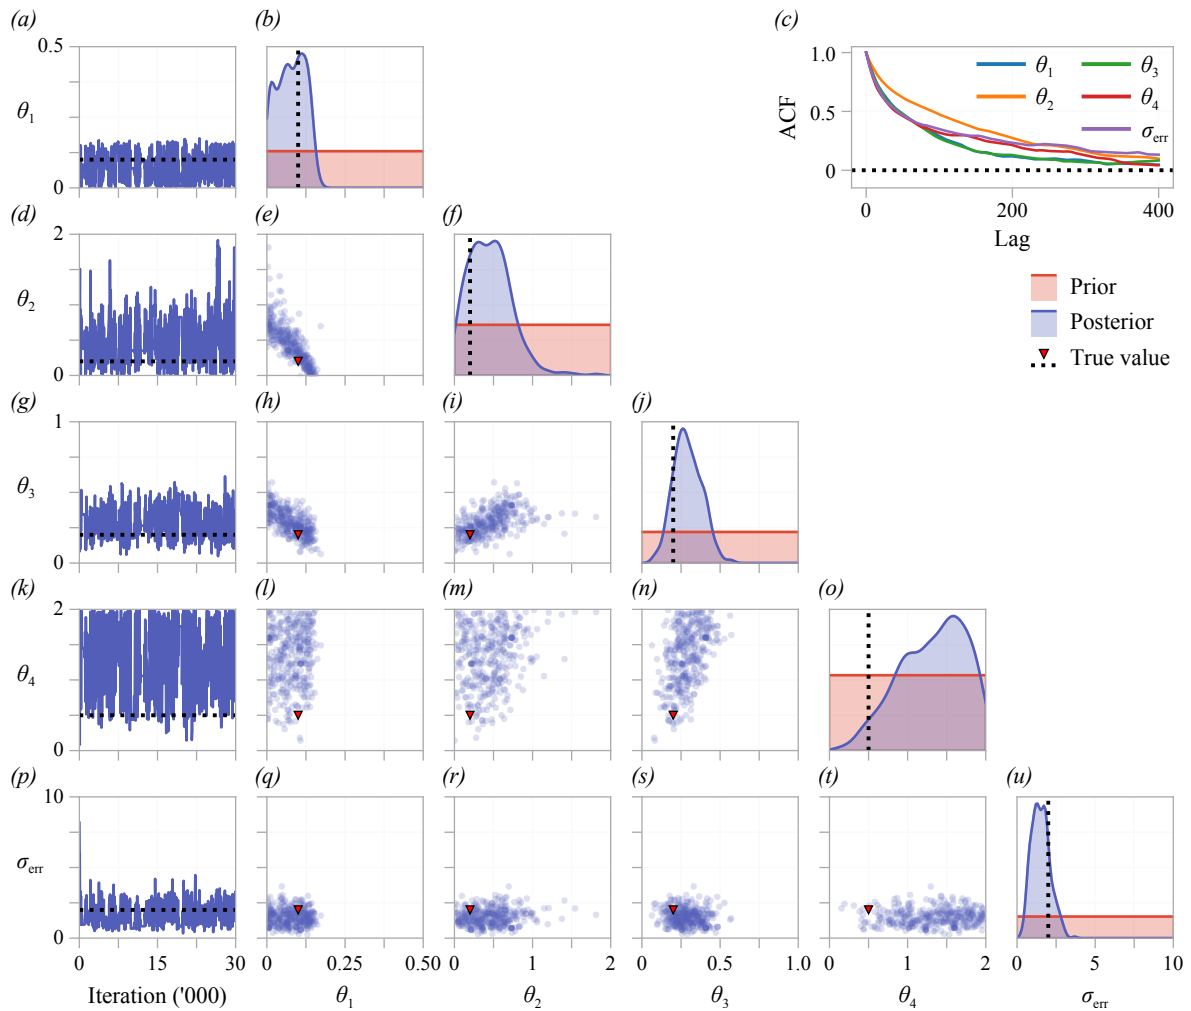 (a) (b) (c)
0.5
θ1
0
1.0
0.5
0
ACF
θ1 θ3
θ2 θ4
σerr
0 200 400
Lag
(d) (e) (f)
2
θ2
0
Prior
Posterior
True value
(g) (h) (i) (j)
1
θ3
0
(k) (l) (m) (n) (o)
2
θ4
0
(p) (q) (r) (s) (t) (u)
10
σerr
0
0 15 30 0 0.25 0.50 0 1 2 0 0.5 1.0 0 1 2 0 5 10
Iteration ('000) θ1 θ2 θ3 θ4 σerr